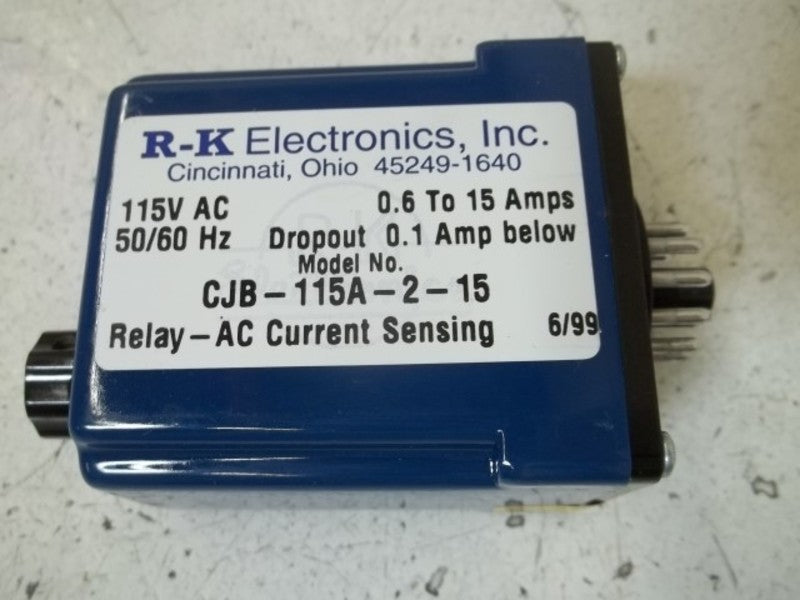 R-K Electronics, Inc.
Cincinnati, Ohio 45249-1640
115V AC 0.6 To 15 Amps
50/60 Hz Dropout 0.1 Amp below
Model No.
CJB-115A-2-15
Relay-AC Current Sensing 6/99